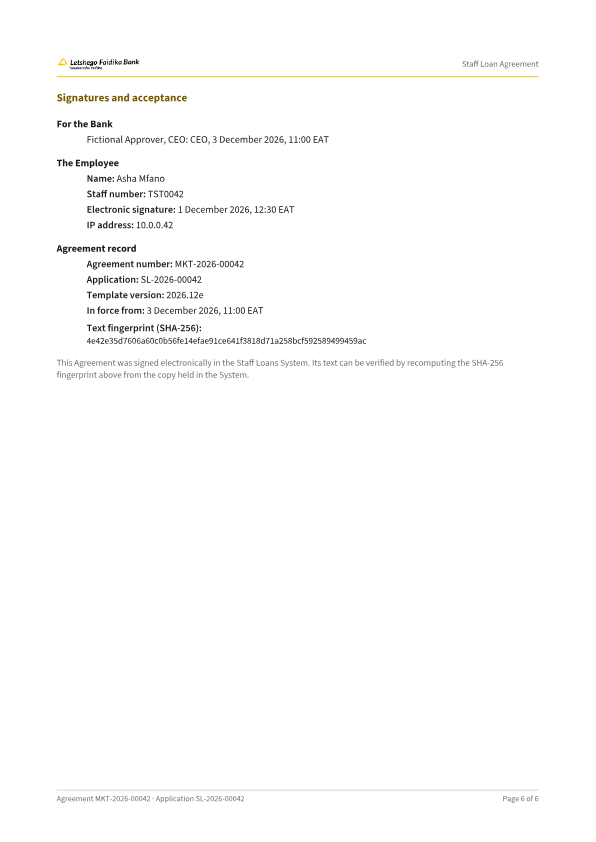 Letshego Faidika Bank
Staff Loan Agreement
Signatures and acceptance
For the Bank
Fictional Approver, CEO: CEO, 3 December 2026, 11:00 EAT
The Employee
Name: Asha Mfano
Staff number: TST0042
Electronic signature: 1 December 2026, 12:30 EAT
IP address: 10.0.0.42
Agreement record
Agreement number: MKT-2026-00042
Application: SL-2026-00042
Template version: 2026.12e
In force from: 3 December 2026, 11:00 EAT
Text fingerprint (SHA-256):
4e42e35d7606a60c0b56fe14efae91ce641f3818d71a258bcf592589499459ac
This Agreement was signed electronically in the Staff Loans System. Its text can be verified by recomputing the SHA-256
fingerprint above from the copy held in the System.
Agreement MKT-2026-00042 · Application SL-2026-00042
Page 6 of 6